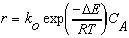 r = k_o exp(−ΔE/RT) C_A